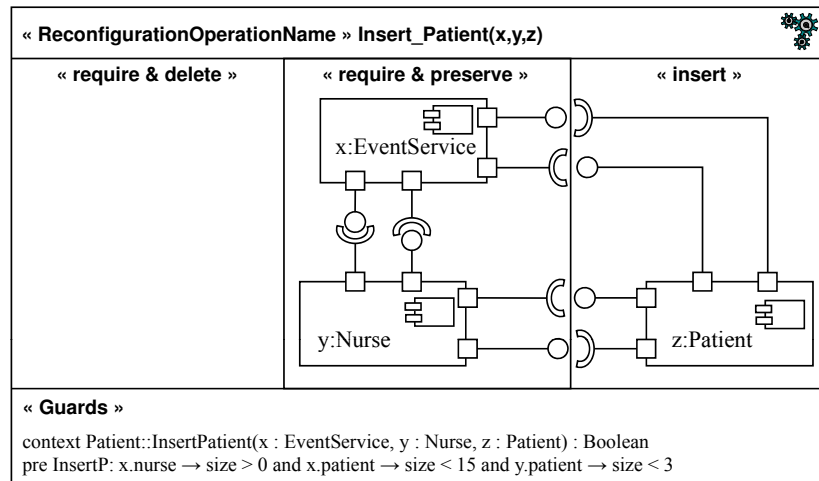 « ReconfigurationOperationName » Insert_Patient(x,y,z)
« require & delete »
« require & preserve »
« insert »
x:EventService
y:Nurse
z:Patient
« Guards »
context Patient::InsertPatient(x : EventService, y : Nurse, z : Patient) : Boolean
pre InsertP: x.nurse → size > 0 and x.patient → size < 15 and y.patient → size < 3